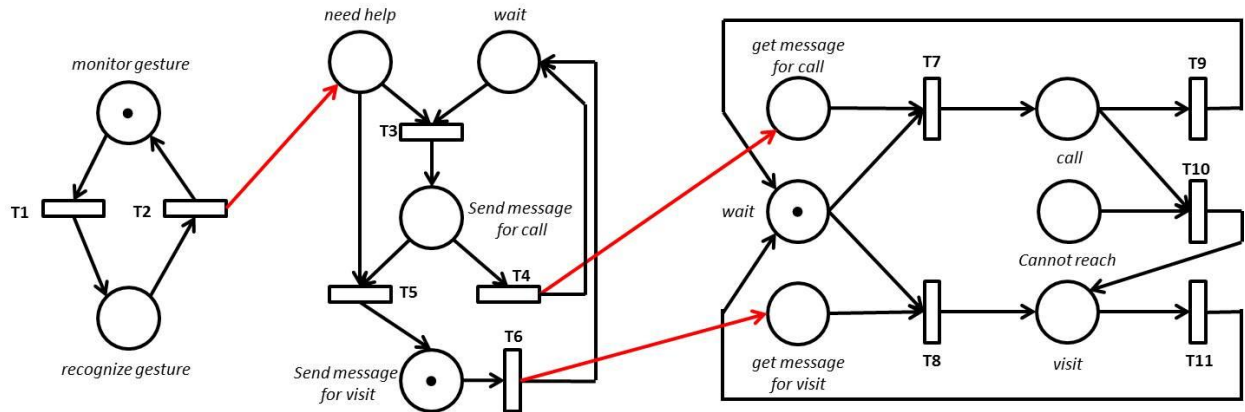 need help
wait
monitor gesture
T1
T2
recognize gesture
T3
Send message
for call
T4
T5
T6
Send message
for visit
get message
for call
T7
T9
call
T10
wait
Cannot reach
get message
for visit
T8
visit
T11